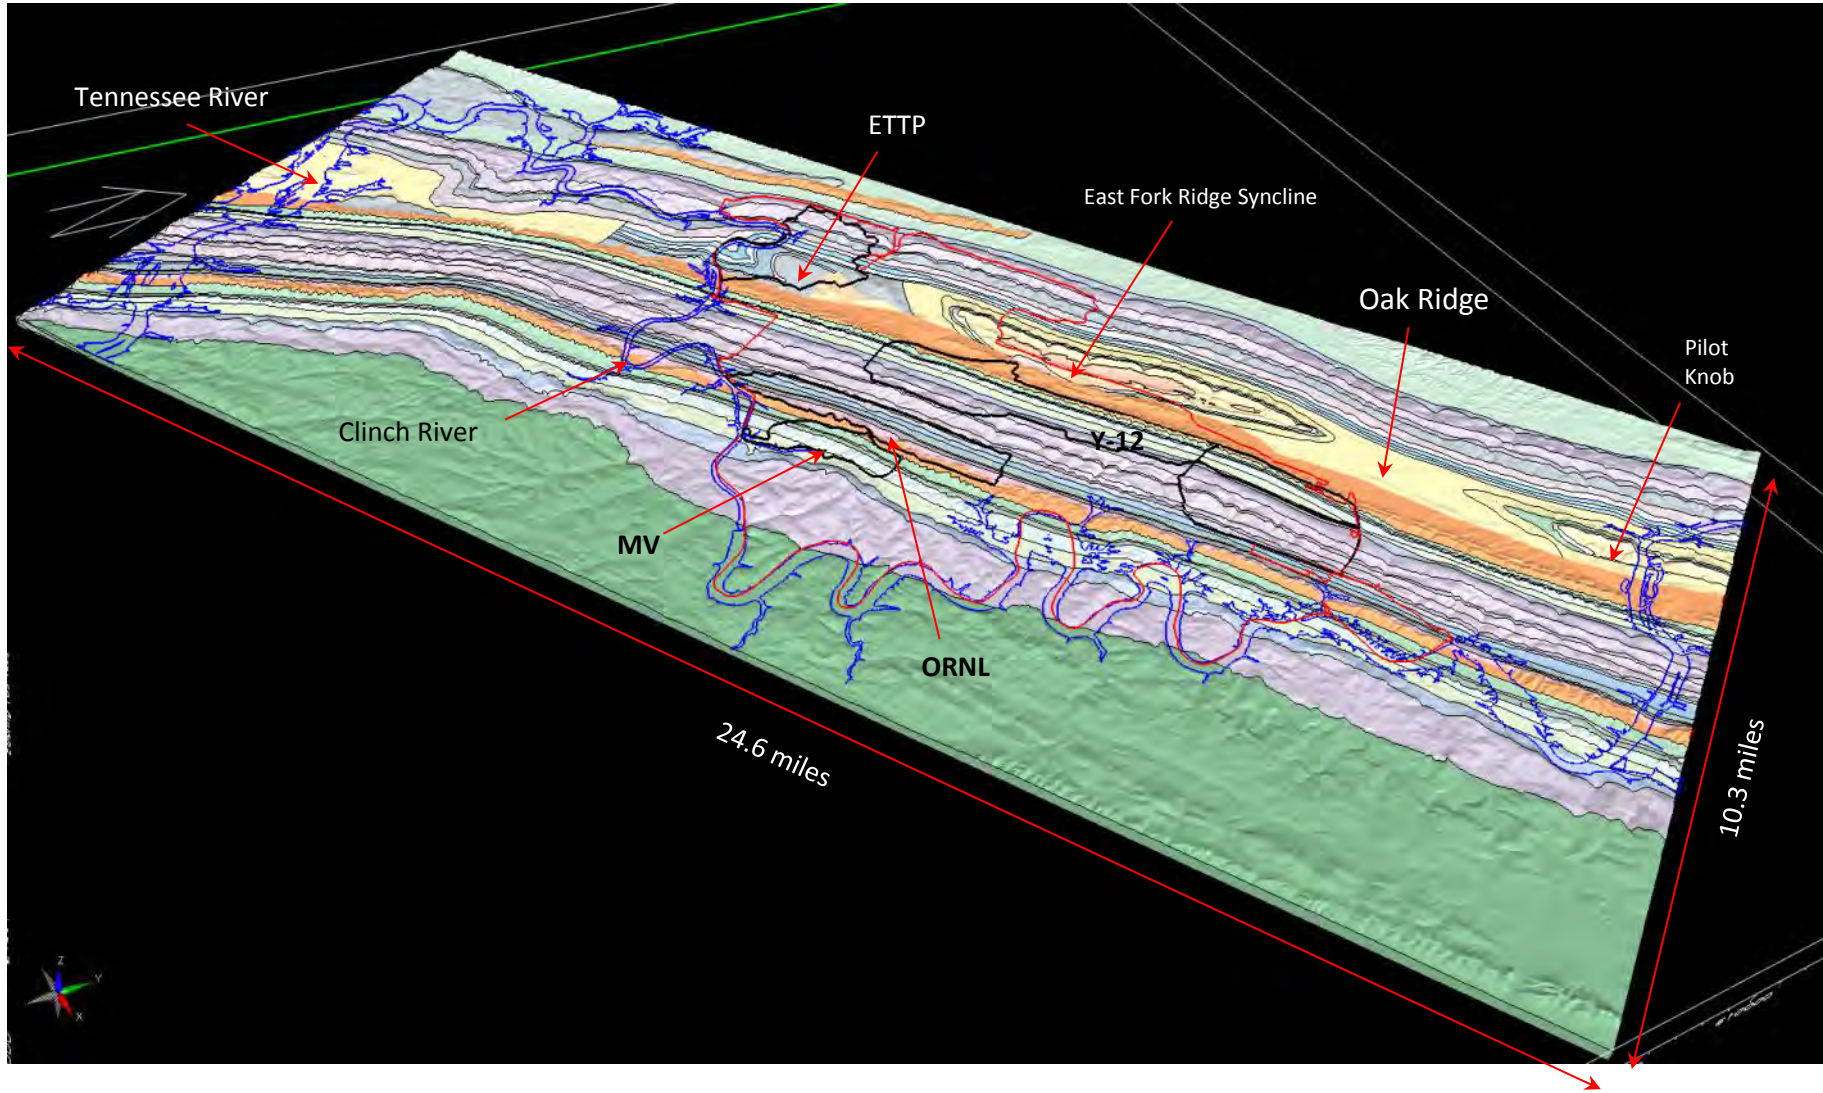 Tennessee River
ETTP
East Fork Ridge Syncline
Oak Ridge
Pilot
Knob
Clinch River
Y-12
MV
ORNL
24.6 miles
10.3 miles
Z
Y
X